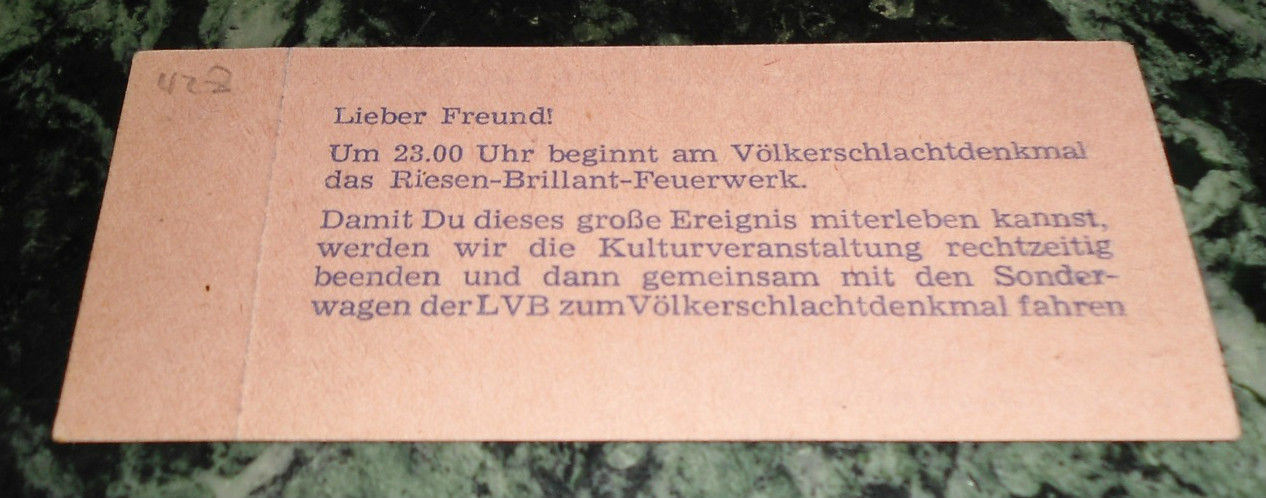 428
Lieber Freund!
Um 23.00 Uhr beginnt am Völkerschlachtdenkmal
das Riesen-Brillant-Feuerwerk.
Damit Du dieses große Ereignis miterleben kannst,
werden wir die Kulturveranstaltung rechtzeitig
beenden und dann gemeinsam mit den Sonder-
wagen der LVB zum Völkerschlachtdenkmal fahren